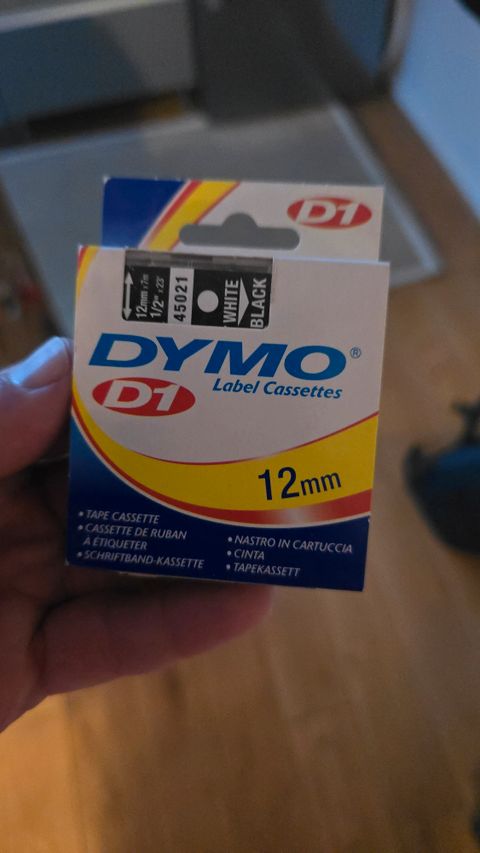 D1
12mm x 7m
1/2" x 23'
45021
WHITE
BLACK
DYMO®
D1 Label Cassettes
12mm
• TAPE CASSETTE
• CASSETTE DE RUBAN
À ÉTIQUETER
• SCHRIFTBAND-KASSETTE
• NASTRO IN CARTUCCIA
• CINTA
• TAPEKASSETT